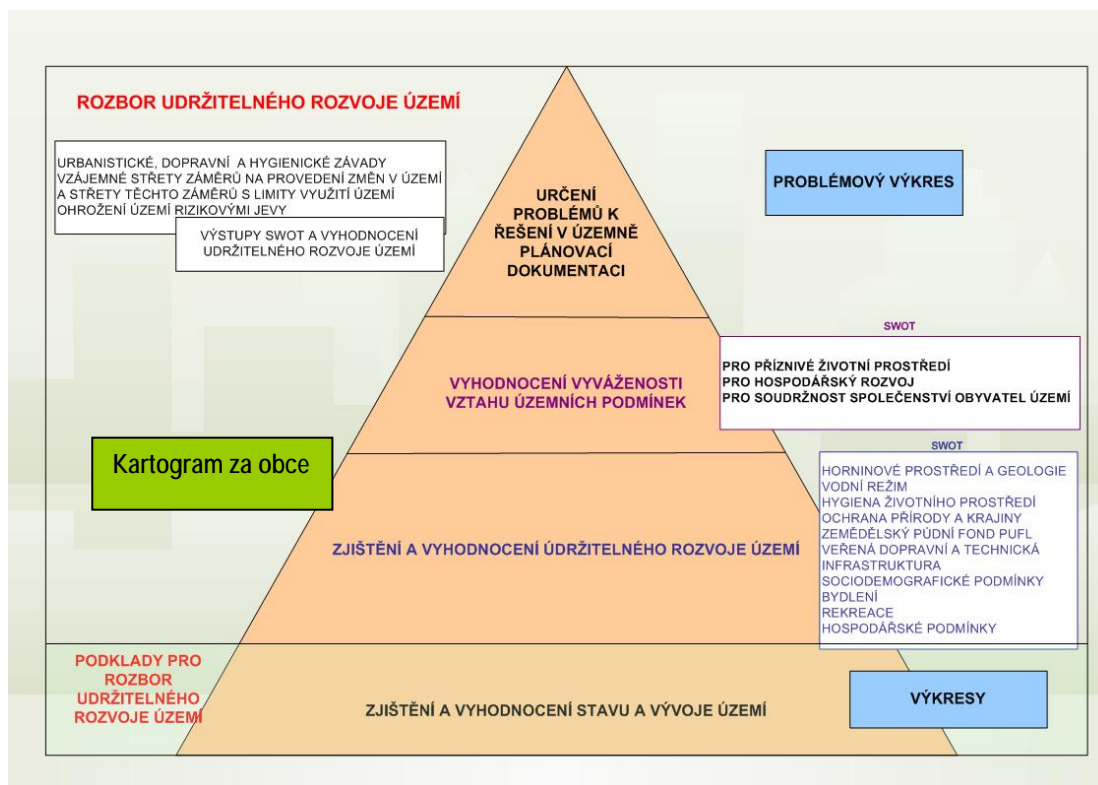 ROZBOR UDRŽITELNÉHO ROZVOJE ÚZEMÍ
URBANISTICKÉ, DOPRAVNÍ A HYGIENICKÉ ZÁVADY
VZÁJEMNÉ STŘETY ZÁMĚRŮ NA PROVEDENÍ ZMĚN V ÚZEMÍ
A STŘETY TĚCHTO ZÁMĚRŮ S LIMITY VYUŽITÍ ÚZEMÍ
OHROŽENÍ ÚZEMÍ RIZIKOVÝMI JEVY
VÝSTUPY SWOT A VYHODNOCENÍ
UDRŽITELNÉHO ROZVOJE ÚZEMÍ
URČENÍ
PROBLÉMŮ K
ŘEŠENÍ V ÚZEMNĚ
PLÁNOVACÍ
DOKUMENTACI
PROBLÉMOVÝ VÝKRES
SWOT
PRO PŘÍZNIVÉ ŽIVOTNÍ PROSTŘEDÍ
PRO HOSPODÁŘSKÝ ROZVOJ
PRO SOUDRŽNOST SPOLEČENSTVÍ OBYVATEL ÚZEMÍ
VYHODNOCENÍ VYVÁŽENOSTI
VZTAHU ÚZEMNÍCH PODMÍNEK
Kartogram za obce
SWOT
HORNINOVÉ PROSTŘEDÍ A GEOLOGIE
VODNÍ REŽIM
HYGIENA ŽIVOTNÍHO PROSTŘEDÍ
OCHRANA PŘÍRODY A KRAJINY
ZEMĚDĚLSKÝ PŮDNÍ FOND PUFL
VEŘENÁ DOPRAVNÍ A TECHNICKÁ
INFRASTRUKTURA
SOCIODEMOGRAFICKÉ PODMÍNKY
BYDLENÍ
REKREACE
HOSPODÁŘSKÉ PODMÍNKY
ZJIŠTĚNÍ A VYHODNOCENÍ ÚDRŽITELNÉHO ROZVOJE ÚZEMÍ
PODKLADY PRO
ROZBOR
UDRŽITELNÉHO
ROZVOJE ÚZEMÍ
ZJIŠTĚNÍ A VYHODNOCENÍ STAVU A VÝVOJE ÚZEMÍ
VÝKRESY